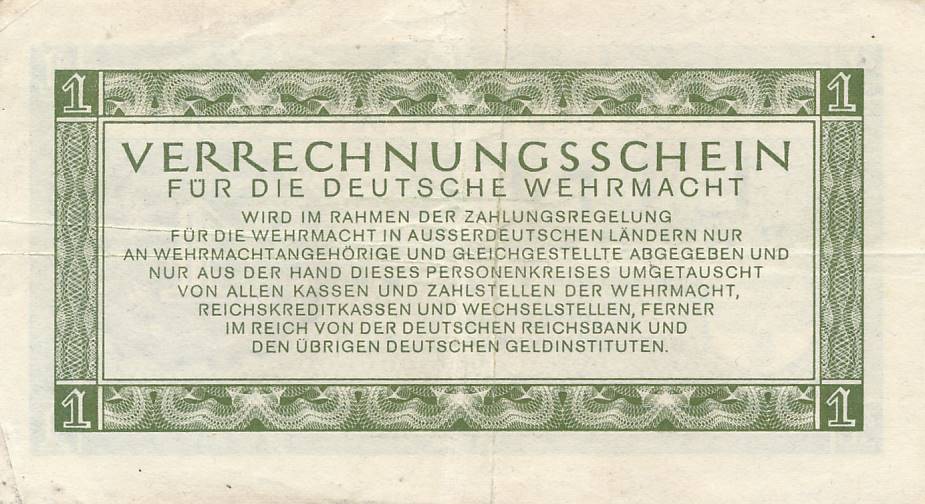 1 1
VERRECHNUNGSSCHEIN
FÜR DIE DEUTSCHE WEHRMACHT
WIRD IM RAHMEN DER ZAHLUNGSREGELUNG
FÜR DIE WEHRMACHT IN AUSSERDEUTSCHEN LÄNDERN NUR
AN WEHRMACHTANGEHÖRIGE UND GLEICHGESTELLTE ABGEGEBEN UND
NUR AUS DER HAND DIESES PERSONENKREISES UMGETAUSCHT
VON ALLEN KASSEN UND ZAHLSTELLEN DER WEHRMACHT,
REICHSKREDITKASSEN UND WECHSELSTELLEN, FERNER
IM REICH VON DER DEUTSCHEN REICHSBANK UND
DEN ÜBRIGEN DEUTSCHEN GELDINSTITUTEN.
1 1